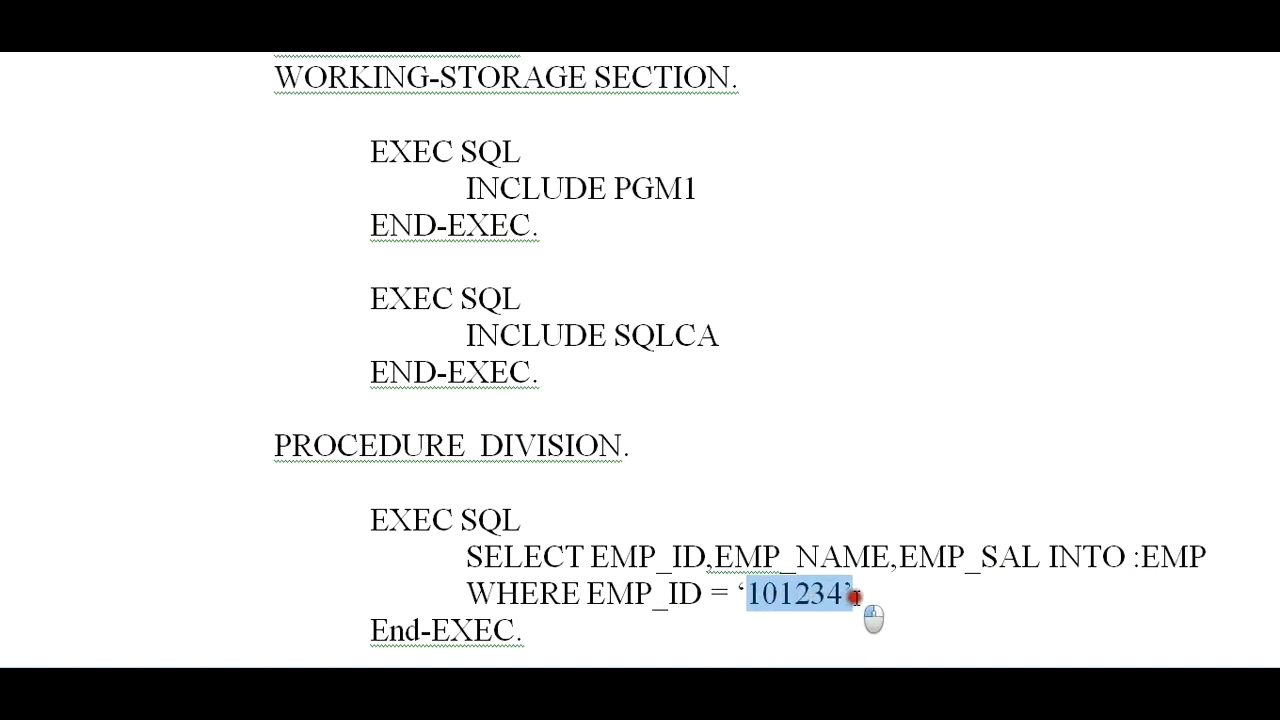 WORKING-STORAGE SECTION.
EXEC SQL
INCLUDE PGM1
END-EXEC.
EXEC SQL
INCLUDE SQLCA
END-EXEC.
PROCEDURE  DIVISION.
EXEC SQL
SELECT EMP_ID,EMP_NAME,EMP_SAL INTO :EMP
WHERE EMP_ID = ‘101234’
End-EXEC.